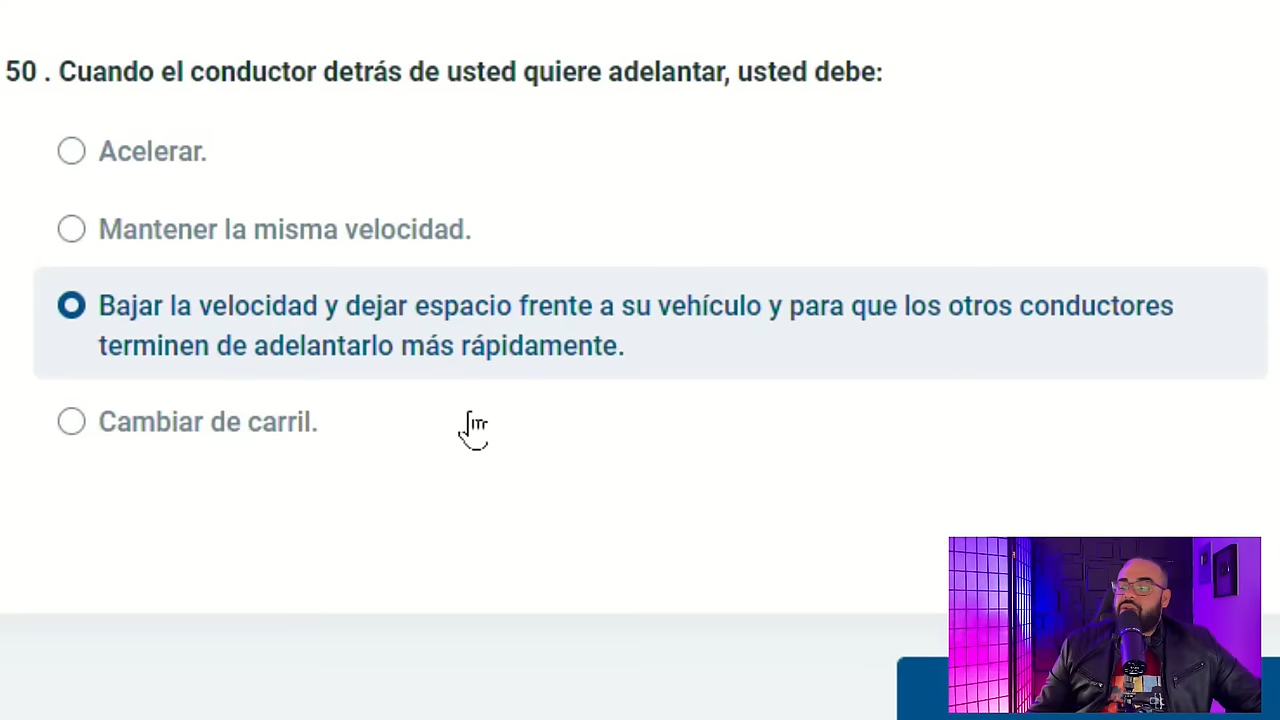 50 . Cuando el conductor detrás de usted quiere adelantar, usted debe:
Acelerar.
Mantener la misma velocidad.
Bajar la velocidad y dejar espacio frente a su vehículo y para que los otros conductores
terminen de adelantarlo más rápidamente.
Cambiar de carril.